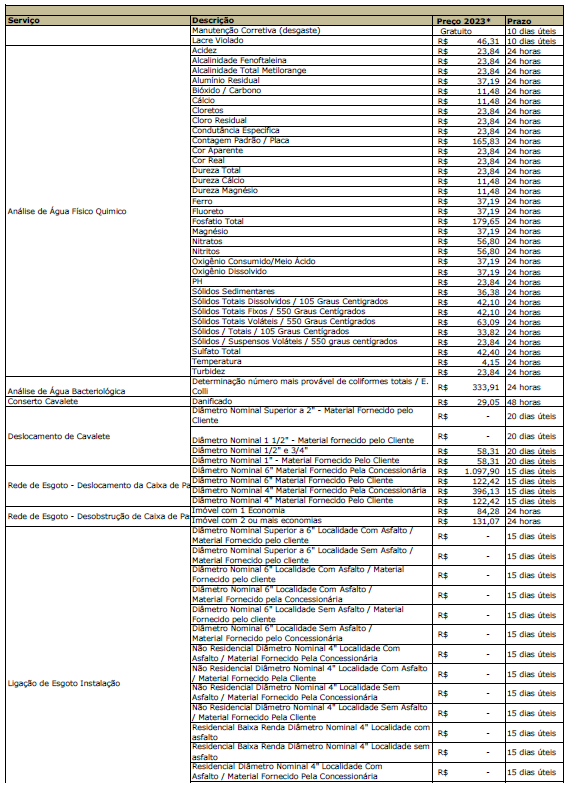 Serviço Descrição Preço 2023* Prazo
Manutenção Corretiva (desgaste) Gratuito 10 dias úteis
Lacre Violado R$ 46,31 10 dias úteis
Análise de Água Físico Quimico
Acidez R$ 23,84 24 horas
Alcalinidade Fenoftaleina R$ 23,84 24 horas
Alcalinidade Total Metilorange R$ 23,84 24 horas
Alumínio Residual R$ 37,19 24 horas
Bióxido / Carbono R$ 11,48 24 horas
Cálcio R$ 11,48 24 horas
Cloretos R$ 23,84 24 horas
Cloro Residual R$ 23,84 24 horas
Condutância Específica R$ 23,84 24 horas
Contagem Padrão / Placa R$ 165,83 24 horas
Cor Aparente R$ 23,84 24 horas
Cor Real R$ 23,84 24 horas
Dureza Total R$ 23,84 24 horas
Dureza Cálcio R$ 11,48 24 horas
Dureza Magnésio R$ 11,48 24 horas
Ferro R$ 37,19 24 horas
Fluoreto R$ 37,19 24 horas
Fosfatio Total R$ 179,65 24 horas
Magnésio R$ 37,19 24 horas
Nitratos R$ 56,80 24 horas
Nitritos R$ 56,80 24 horas
Oxigênio Consumido/Meio Ácido R$ 37,19 24 horas
Oxigênio Dissolvido R$ 37,19 24 horas
PH R$ 23,84 24 horas
Sólidos Sedimentares R$ 36,38 24 horas
Sólidos Totais Dissolvidos / 105 Graus Centígrados R$ 42,10 24 horas
Sólidos Totais Fixos / 550 Graus Centígrados R$ 42,10 24 horas
Sólidos Totais Voláteis / 550 Graus Centígrados R$ 63,09 24 horas
Sólidos / Totais / 105 Graus Centígrados R$ 33,82 24 horas
Sólidos / Suspensos Voláteis / 550 graus Centígrados R$ 23,84 24 horas
Sulfato Total R$ 42,40 24 horas
Temperatura R$ 4,15 24 horas
Turbidez R$ 23,84 24 horas
Análise de Água Bacteriológica
Determinação número mais provável de coliformes totais / E.
Colli R$ 333,91 24 horas
Conserto Cavalete Danificado R$ 29,05 48 horas
Deslocamento de Cavalete
Diâmetro Nominal Superior a 2" - Material Fornecido pelo
Cliente R$ - 20 dias úteis
Diâmetro Nominal 1 1/2" - Material fornecido pelo Cliente R$ - 20 dias úteis
Diâmetro Nominal 1/2" e 3/4" R$ 58,31 20 dias úteis
Diâmetro Nominal 1" - Material Fornecido Pelo Cliente R$ 58,31 20 dias úteis
Rede de Esgoto - Deslocamento da Caixa de Pa
Diâmetro Nominal 6" Material Fornecido Pela Concessionária R$ 1.097,90 15 dias úteis
Diâmetro Nominal 6" Material Fornecido Pelo Cliente R$ 122,42 15 dias úteis
Diâmetro Nominal 4" Material Fornecido Pela Concessionária R$ 396,13 15 dias úteis
Diâmetro Nominal 4" Material Fornecido Pelo Cliente R$ 122,42 15 dias úteis
Rede de Esgoto - Desobstrução de Caixa de Pa
Imóvel com 1 Economia R$ 84,28 24 horas
Imóvel com 2 ou mais economias R$ 131,07 24 horas
Ligação de Esgoto Instalação
Diâmetro Nominal Superior a 6" Localidade Com Asfalto /
Material Fornecido pelo cliente R$ - 15 dias úteis
Diâmetro Nominal Superior a 6" Localidade Sem Asfalto /
Material Fornecido pelo cliente R$ - 15 dias úteis
Diâmetro Nominal 6" Localidade Com Asfalto / Material
Fornecido pelo cliente R$ - 15 dias úteis
Diâmetro Nominal 6" Localidade Com Asfalto /
Material Fornecido pela Concessionária R$ - 15 dias úteis
Diâmetro Nominal 6" Localidade Sem Asfalto / Material
Fornecido pelo cliente R$ - 15 dias úteis
Diâmetro Nominal 6" Localidade Sem Asfalto /
Material Fornecido pelo Concessionária R$ - 15 dias úteis
Não Residencial Diâmetro Nominal 4" Localidade Com
Asfalto / Material Fornecido Pela Concessionária R$ - 15 dias úteis
Não Residencial Diâmetro Nominal 4" Localidade Com Asfalto
/ Material Fornecido Pela Cliente R$ - 15 dias úteis
Não Residencial Diâmetro Nominal 4" Localidade Sem
Asfalto / Material Fornecido Pela Concessionária R$ - 15 dias úteis
Não Residencial Diâmetro Nominal 4" Localidade Sem Asfalto
/ Material Fornecido Pela Cliente R$ - 15 dias úteis
Residencial Baixa Renda Diâmetro Nominal 4" Localidade com
asfalto R$ - 15 dias úteis
Residencial Baixa Renda Diâmetro Nominal 4" Localidade sem
asfalto R$ - 15 dias úteis
Residencial Diâmetro Nominal 4" Localidade Com
Asfalto / Material Fornecido Pela Concessionária R$ - 15 dias úteis